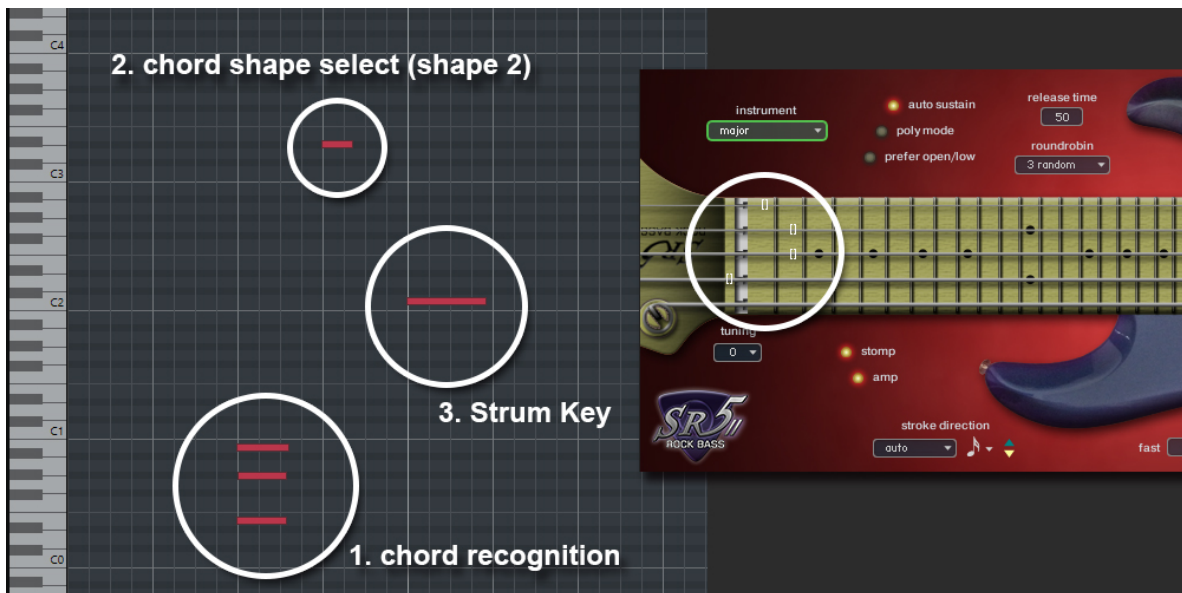 C4
2. chord shape select (shape 2)
C3
C2
3. Strum Key
C1
1. chord recognition
C0
instrument
major
auto sustain
poly mode
prefer open/low
release time
50
roundrobin
3 random
tuning
0
stomp
amp
SR5 II
ROCK BASS
stroke direction
auto
fast